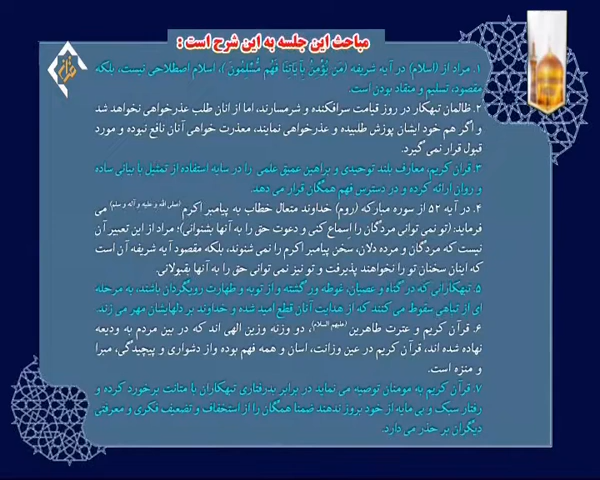 مباحث این جلسه به این شرح است :
۱. مراد از (اسلام) در آیه شریفه (مَن یُؤْمِنُ بِآیَاتِنَا فَهُم مُّسْلِمُونَ)، اسلام اصطلاحی نیست، بلکه
مقصود، تسلیم و منقاد بودن است.
۲. ظالمان تبهکار در روز قیامت سرافکنده و شرمسارند، اما از انان طلب عذرخواهی نخواهد شد
و اگر هم خود ایشان پوزش طلبیده و عذرخواهی نمایند، معذرت خواهی آنان نافع نبوده و مورد
قبول قرار نمی گیرد.
۳. قرآن کریم، معارف بلند توحیدی و براهین عمیق علمی را در سایه استفاده از تمثیل با بیانی ساده
و روان ارائه کرده و در دسترس فهم همگان قرار می دهد.
۴. در آیه ۵۲ از سوره مبارکه (روم) خداوند متعال خطاب به پیامبر اکرم (صلی الله و علیه و آله و سلم) می
فرماید: (تو نمی توانی مردگان را اسماع کنی و دعوت حق را به آنها بشنوانی)؛ مراد از این تعبیر آن
نیست که مردگان و مرده دلان، سخن پیامبر اکرم را نمی شنوند، بلکه مقصود آیه شریفه آن است
که اینان سخنان تو را نخواهند پذیرفت و تو نیز نمی توانی حق را به آنها بقبولانی.
۵. تبهکارانی که در گناه و عصیان، غوطه ور گشته و از توبه و طهارت رویگردان باشند، به مرحله
ای از تباهی سقوط می کنند که از هدایت آنان قطع امید شده و خداوند بر دلهایشان مهر می زند.
۶. قرآن کریم و عترت طاهرین (علیهم السلام)، دو وزنه وزین الهی اند که در بین مردم به ودیعه
نهاده شده اند، قرآن کریم در عین وزانت، اسان و همه فهم بوده واز دشواری و پیچیدگی، مبرا
و منزه است.
۷. قرآن کریم به مومنان توصیه می نماید در برابر بدرفتاری تبهکاران با متانت برخورد کرده و
رفتار سبک و بی مایه از خود بروز ندهند ضمنا همگان را از استخفاف و تضعیف فکری و معرفتی
دیگران بر حذر می دارد.